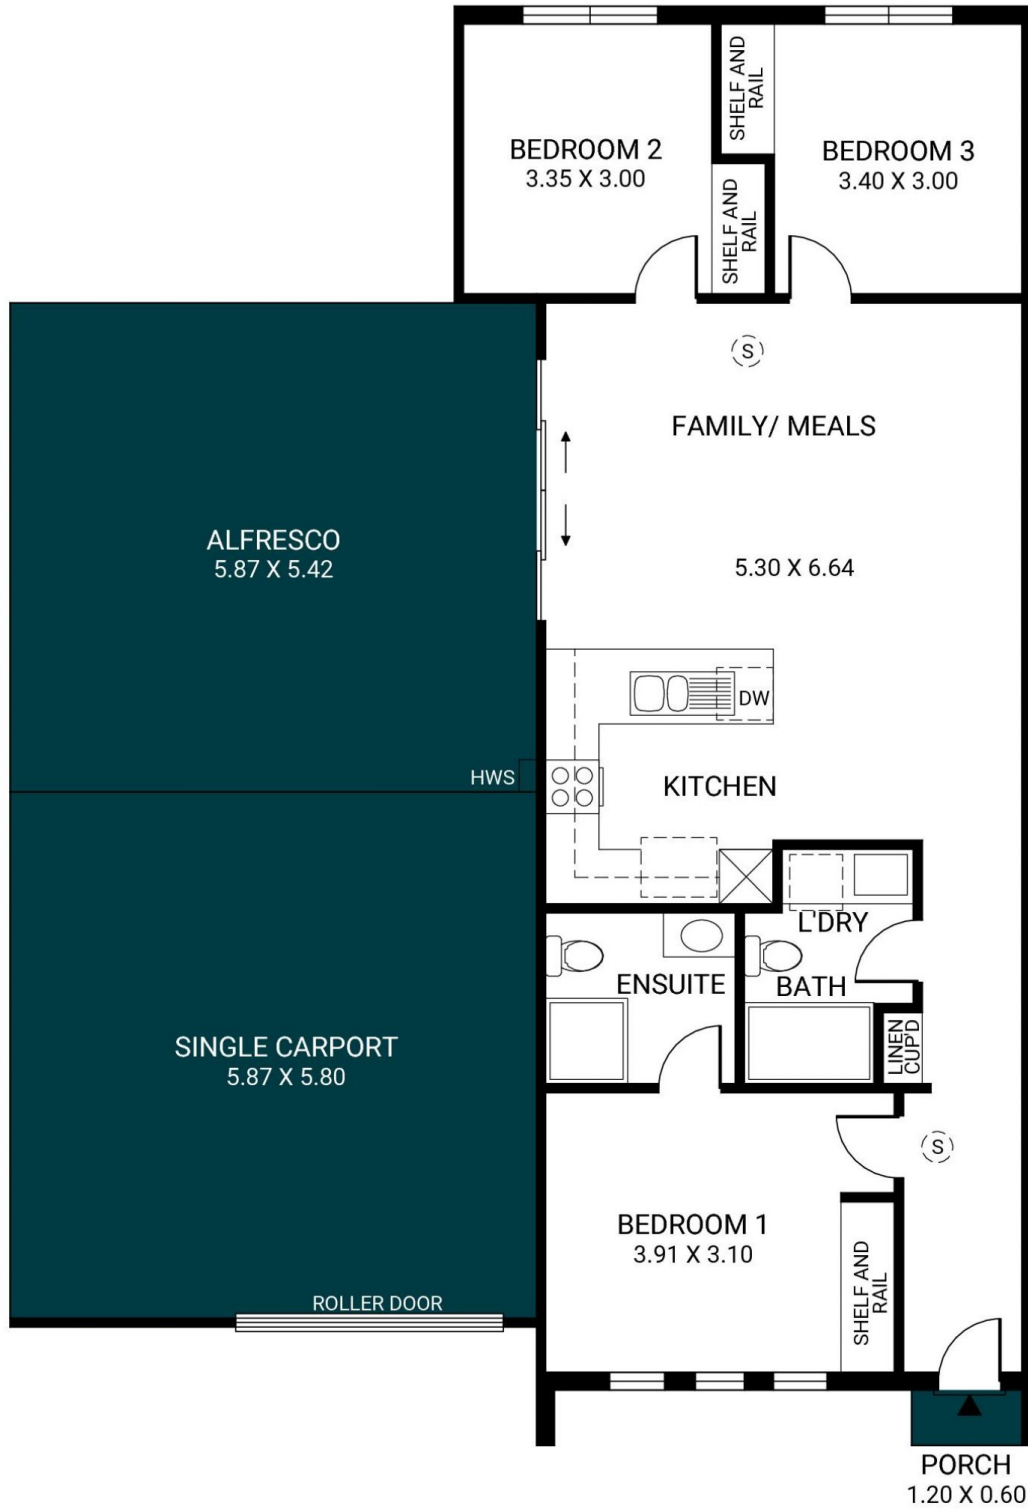 BEDROOM 2
3.35 X 3.00
SHELF AND
RAIL
SHELF AND
RAIL
BEDROOM 3
3.40 X 3.00
S
FAMILY/ MEALS
5.30 X 6.64
ALFRESCO
5.87 X 5.42
HWS
DW
KITCHEN
L'DRY
ENSUITE
BATH
LINEN
CUP'D
SINGLE CARPORT
5.87 X 5.80
ROLLER DOOR
S
BEDROOM 1
3.91 X 3.10
SHELF AND
RAIL
PORCH
1.20 X 0.60